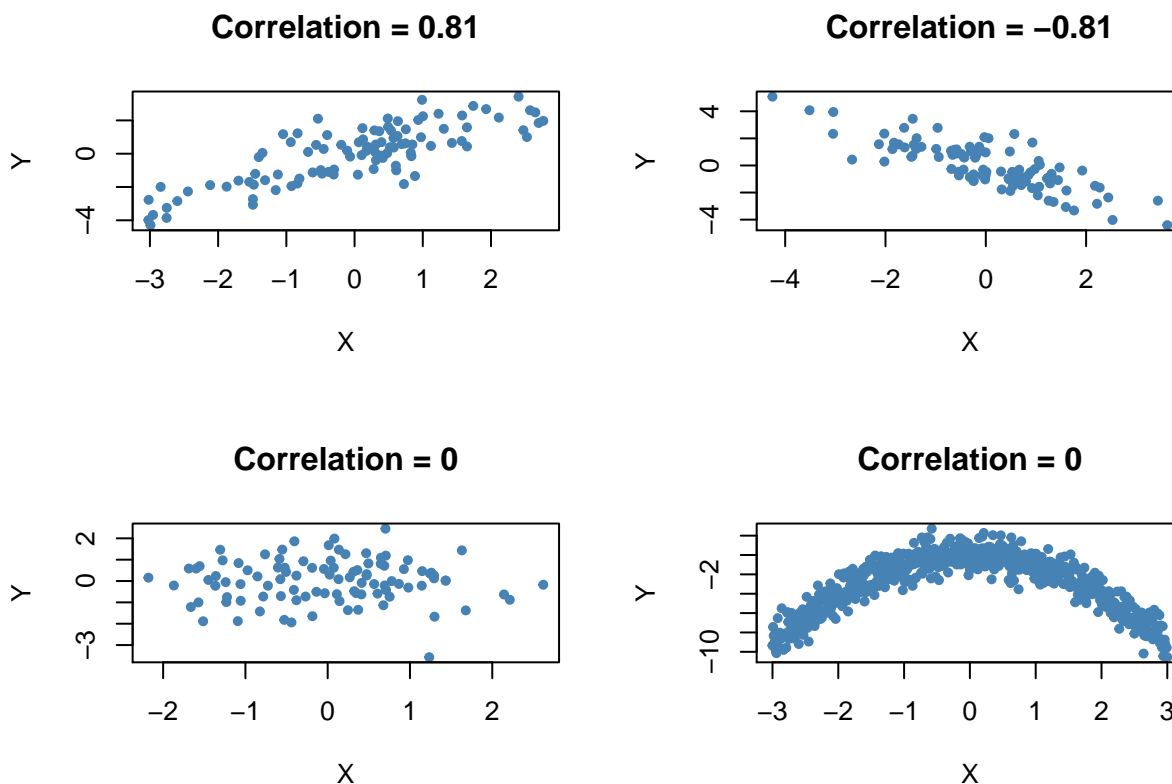 Correlation = 0.81
Y
0
−4
−3 −2 −1 0 1 2
X
Correlation = −0.81
Y
4
0
−4
−4 −2 0 2
X
Correlation = 0
Y
2
0
−3
−2 −1 0 1 2
X
Correlation = 0
Y
−2
−10
−3 −2 −1 0 1 2 3
X